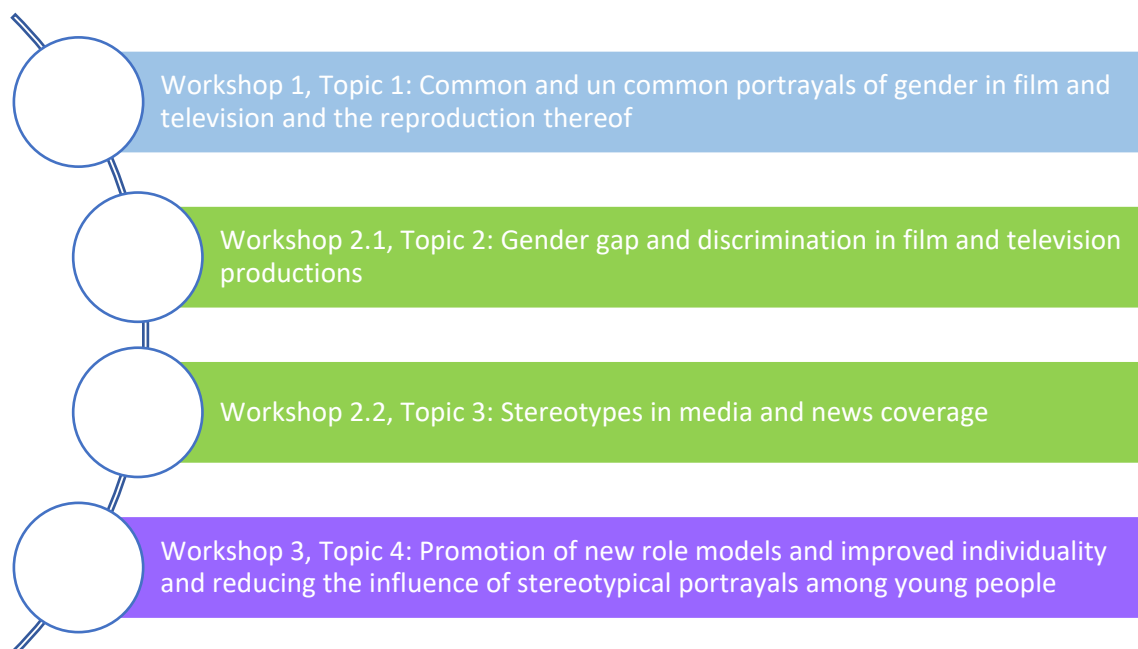 Workshop 1, Topic 1: Common and un common portrayals of gender in film and
television and the reproduction thereof
Workshop 2.1, Topic 2: Gender gap and discrimination in film and television
productions
Workshop 2.2, Topic 3: Stereotypes in media and news coverage
Workshop 3, Topic 4: Promotion of new role models and improved individuality
and reducing the influence of stereotypical portrayals among young people